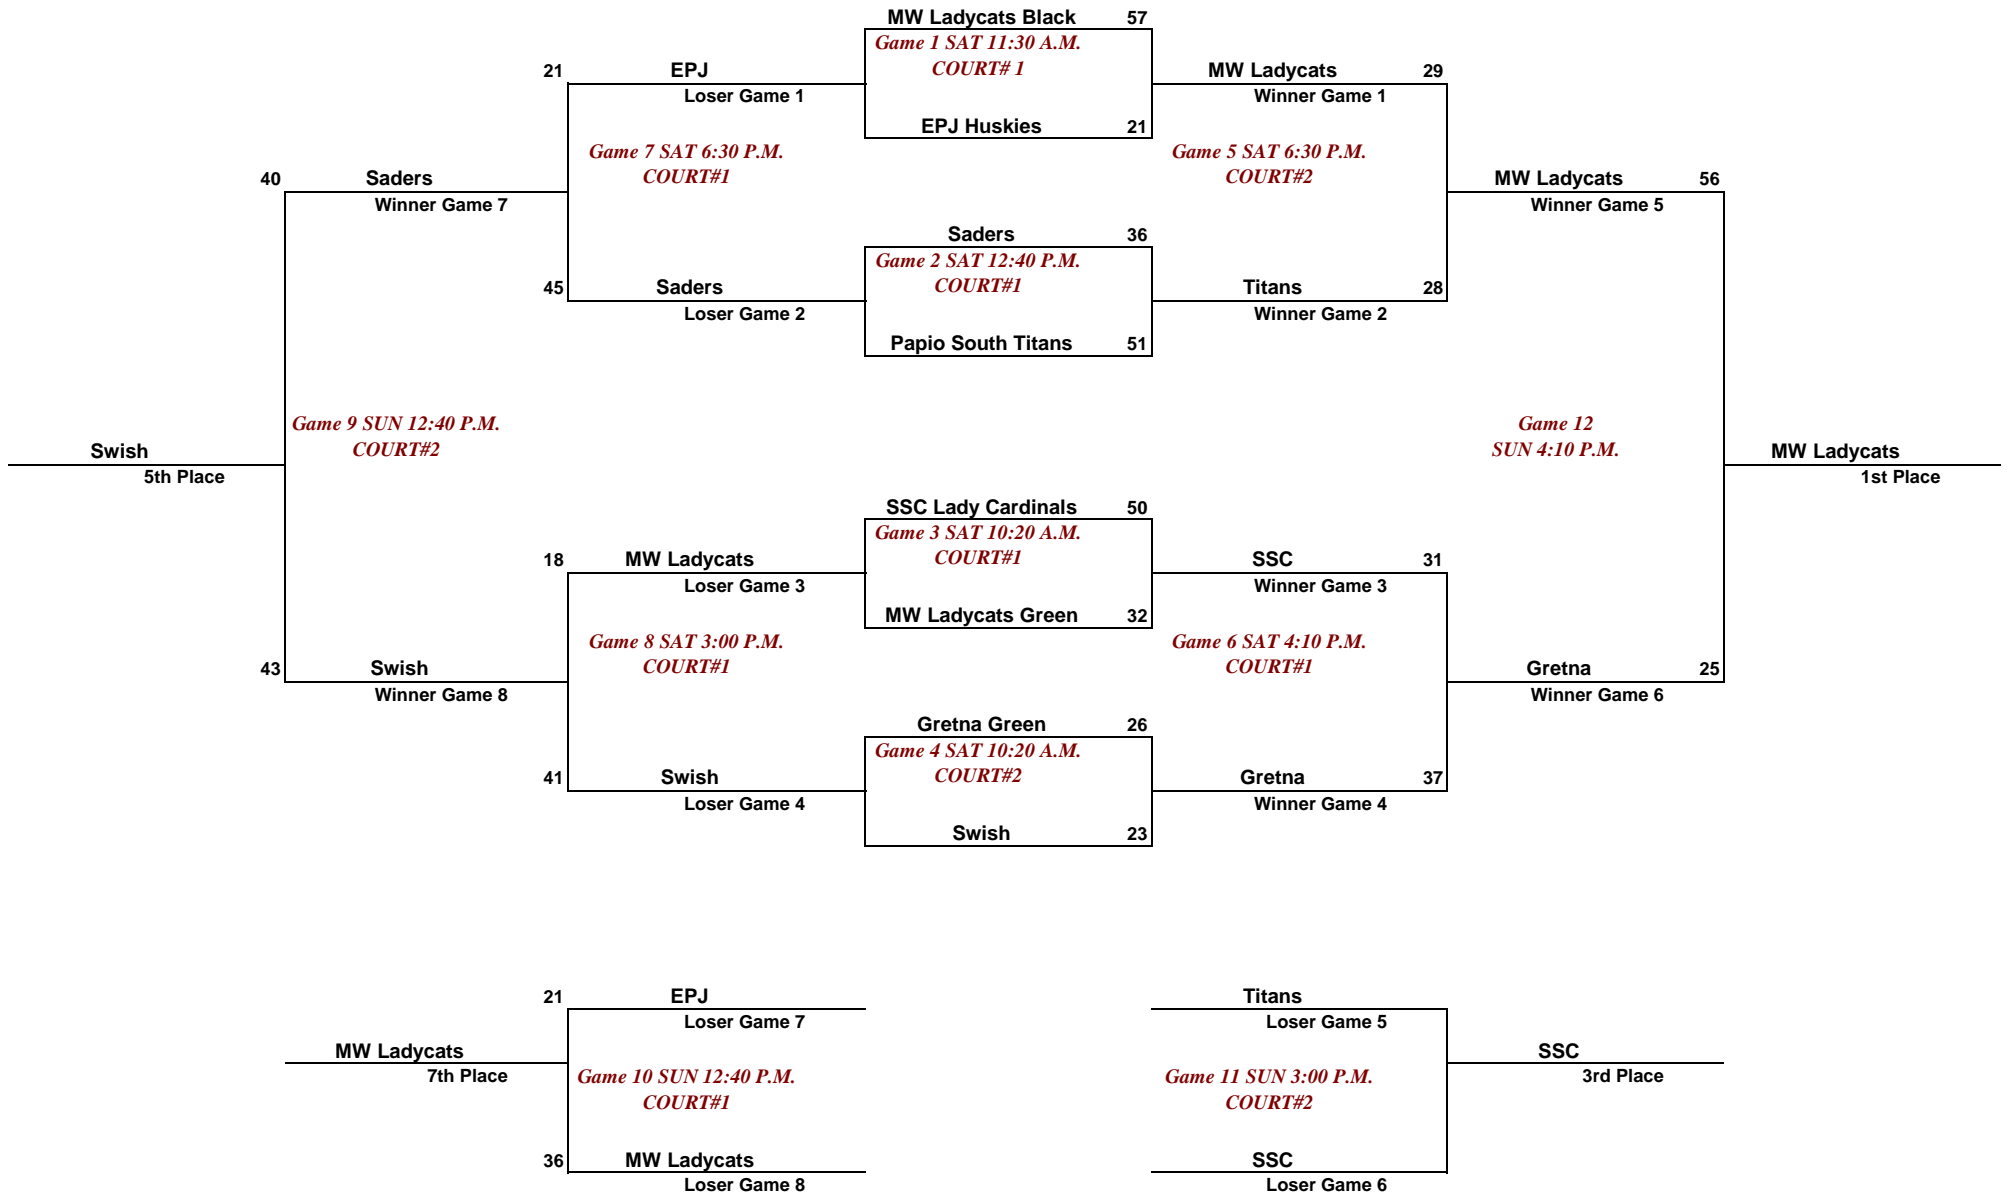 MW Ladycats Black 57
Game 1 SAT 11:30 A.M.
COURT# 1
21 EPJ MW Ladycats 29
Loser Game 1 Winner Game 1
EPJ Huskies 21
Game 7 SAT 6:30 P.M. Game 5 SAT 6:30 P.M.
COURT#1 COURT#2
40 Saders MW Ladycats 56
Winner Game 7 Winner Game 5
Saders 36
Game 2 SAT 12:40 P.M.
COURT#1
45 Saders Titans 28
Loser Game 2 Winner Game 2
Papio South Titans 51
Game 9 SUN 12:40 P.M. Game 12
COURT#2 SUN 4:10 P.M.
Swish MW Ladycats
5th Place 1st Place
SSC Lady Cardinals 50
Game 3 SAT 10:20 A.M.
COURT#1
18 MW Ladycats SSC 31
Loser Game 3 Winner Game 3
MW Ladycats Green 32
Game 8 SAT 3:00 P.M. Game 6 SAT 4:10 P.M.
COURT#1 COURT#1
43 Swish Gretna 25
Winner Game 8 Winner Game 6
Gretna Green 26
Game 4 SAT 10:20 A.M.
COURT#2
41 Swish Gretna 37
Loser Game 4 Winner Game 4
Swish 23
21 EPJ Titans
Loser Game 7 Loser Game 5
MW Ladycats SSC
7th Place 3rd Place
Game 10 SUN 12:40 P.M. Game 11 SUN 3:00 P.M.
COURT#1 COURT#2
36 MW Ladycats SSC
Loser Game 8 Loser Game 6